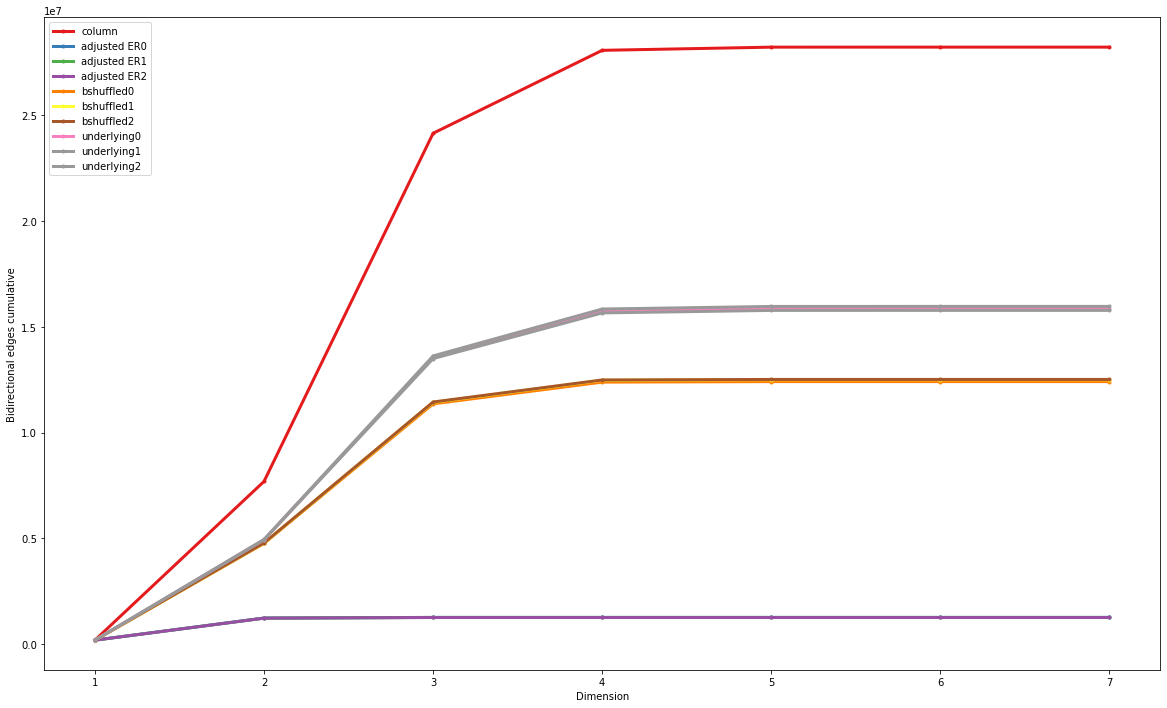 1e7
column
adjusted ER0
adjusted ER1
adjusted ER2
bshuffled0
bshuffled1
bshuffled2
underlying0
underlying1
underlying2
2.5
2.0
1.5
1.0
0.5
0.0
Bidirectional edges cumulative
1 2 3 4 5 6 7
Dimension